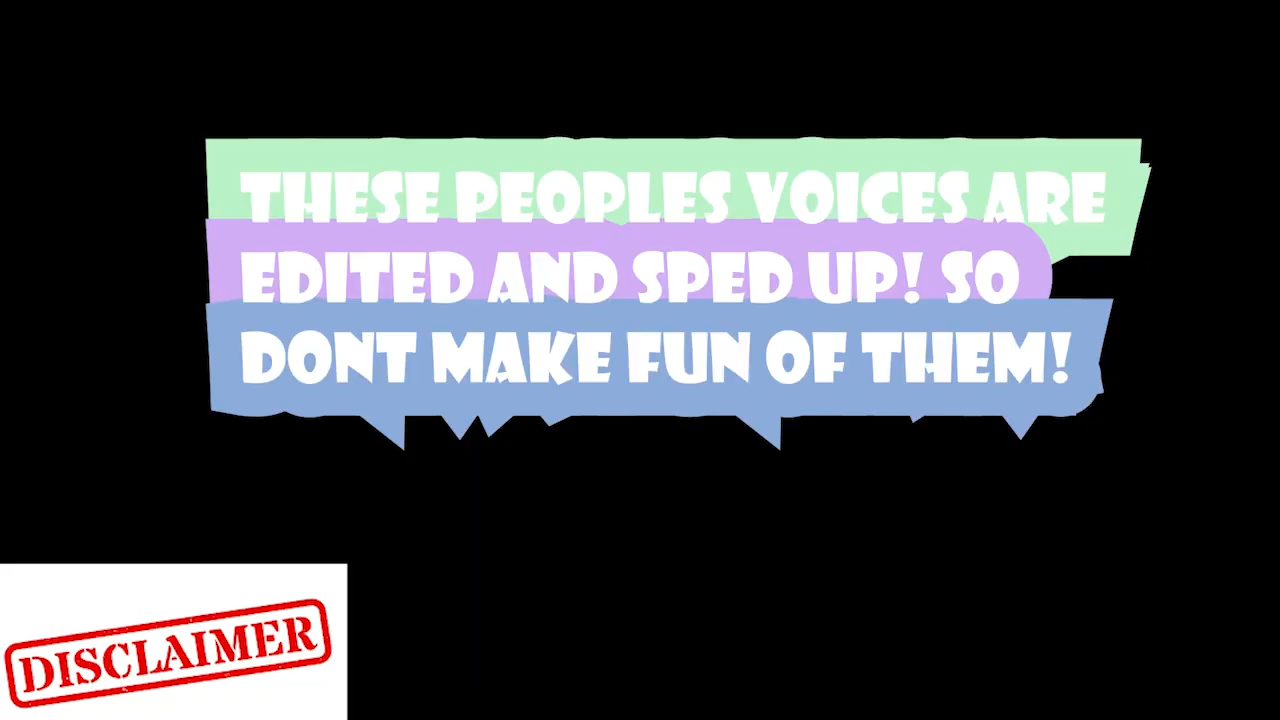 THESE PEOPLES VOICES ARE
EDITED AND SPED UP! SO
DONT MAKE FUN OF THEM!
DISCLAIMER